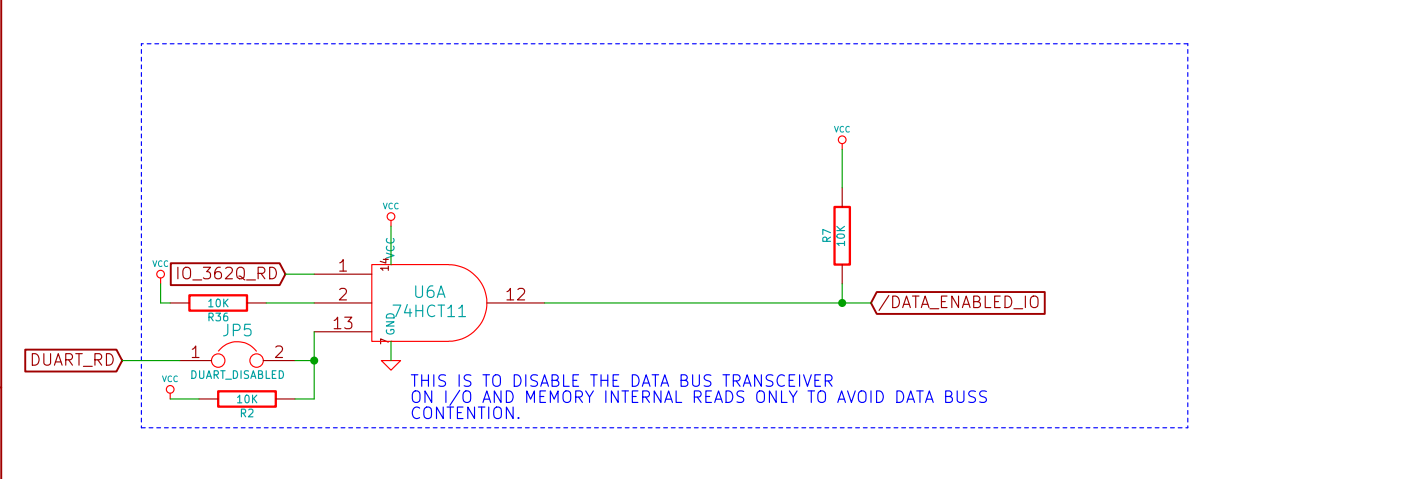 VCC
R7
10K
VCC
VCC
14
VCC
IO_362Q_RD
1
U6A
74HCT11
10K
R36
2
12
/DATA_ENABLED_IO
JP5
13
GND
7
DUART_RD
1
2
DUART_DISABLED
VCC
10K
R2
THIS IS TO DISABLE THE DATA BUS TRANSCEIVER
ON I/O AND MEMORY INTERNAL READS ONLY TO AVOID DATA BUSS
CONTENTION.